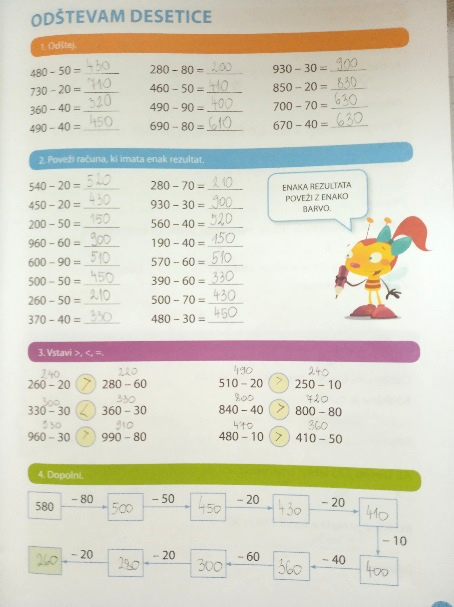 ODŠTEVAM DESETICE
1. Odštej.
480 – 50 = 430 280 – 80 = 200 930 – 30 = 900
730 – 20 = 710 460 – 50 = 410 850 – 20 = 830
360 – 40 = 320 490 – 90 = 400 700 – 70 = 630
490 – 40 = 450 690 – 80 = 610 670 – 40 = 630
2. Poveži računa, ki imata enak rezultat.
540 – 20 = 520 280 – 70 = 210
450 – 20 = 430 930 – 30 = 900
200 – 50 = 150 560 – 40 = 520
960 – 60 = 900 190 – 40 = 150
600 – 90 = 510 570 – 60 = 510
500 – 50 = 450 390 – 60 = 330
260 – 50 = 210 500 – 70 = 430
370 – 40 = 330 480 – 30 = 450
ENAKA REZULTATA
POVEŽI Z ENAKO
BARVO.
3. Vstavi >, <, =.
240 220 490 240
260 – 20 > 280 – 60 510 – 20 > 250 – 10
300 330 800 720
330 – 30 < 360 – 30 840 – 40 > 800 – 80
930 910 470 360
960 – 30 > 990 – 80 480 – 10 > 410 – 50
4. Dopolni.
580 – 80 500 – 50 450 – 20 430 – 20 410
– 10
260 – 20 280 – 20 300 – 60 360 – 40 400